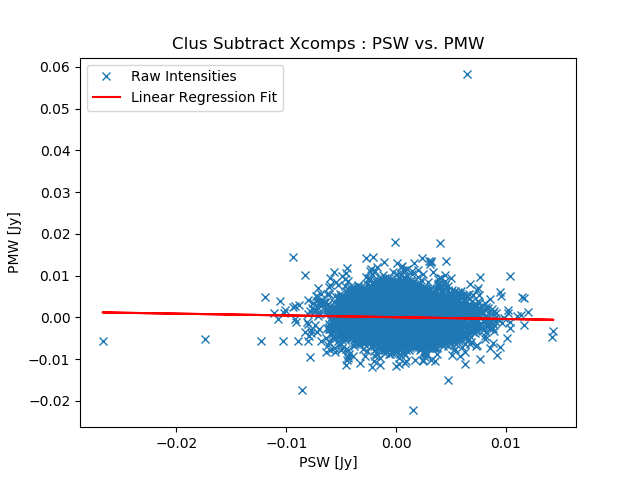 Clus Subtract Xcomps : PSW vs. PMW
Raw Intensities
Linear Regression Fit
0.06
0.05
0.04
0.03
0.02
0.01
0.00
−0.01
−0.02
PMW [Jy]
−0.02
−0.01
0.00
0.01
PSW [Jy]